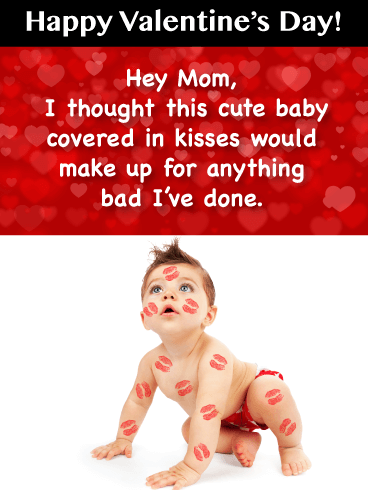 Happy Valentine's Day!
Hey Mom,
I thought this cute baby
covered in kisses would
make up for anything
bad I've done.